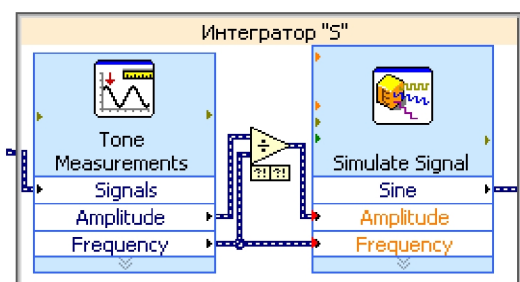 Интегратор "S"
Tone
Measurements
Signals
Amplitude
Frequency
÷
?! ?!
Simulate Signal
Sine
Amplitude
Frequency